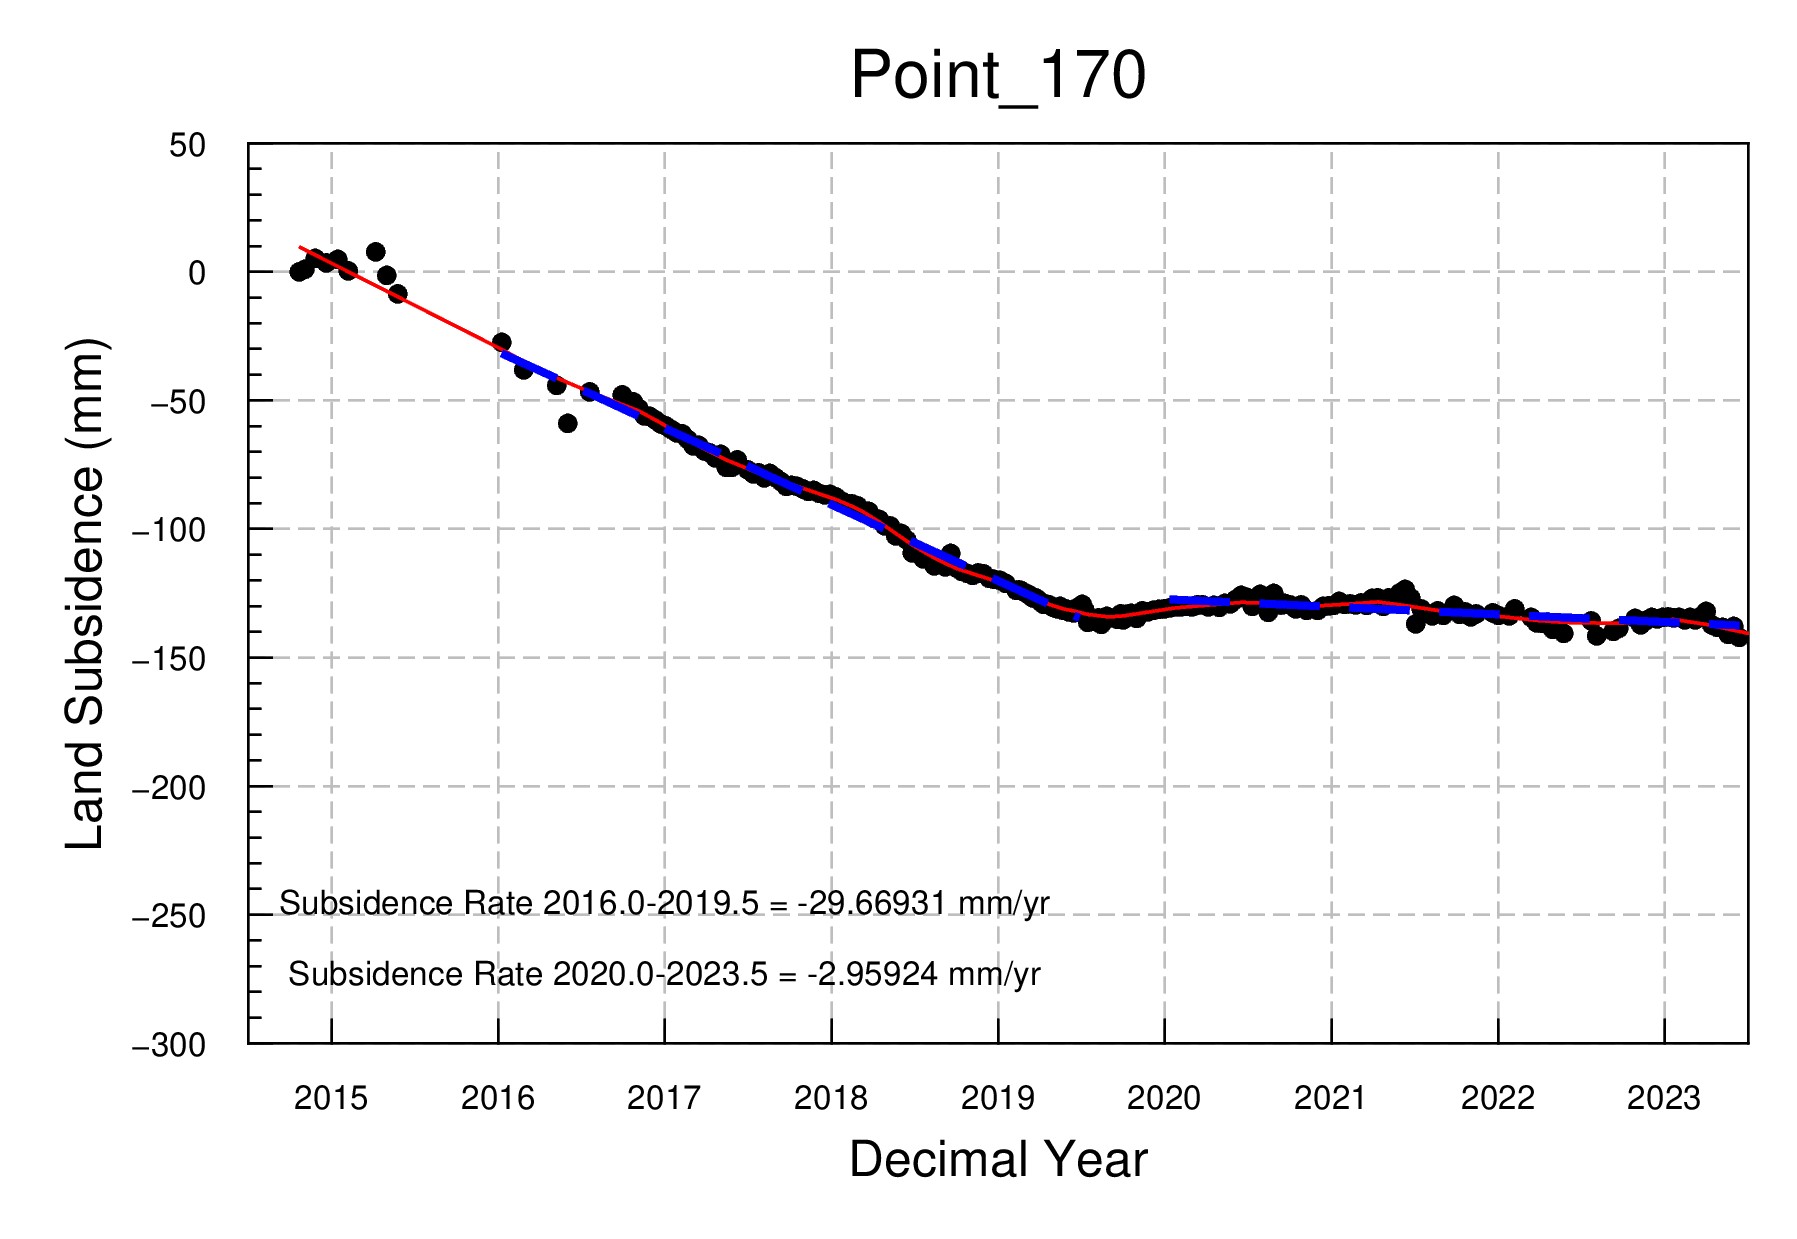 Point_170
50
0
−50
−100
−150
−200
−250
−300
Land Subsidence (mm)
Subsidence Rate 2016.0-2019.5 = -29.66931 mm/yr
Subsidence Rate 2020.0-2023.5 = -2.95924 mm/yr
2015 2016 2017 2018 2019 2020 2021 2022 2023
Decimal Year